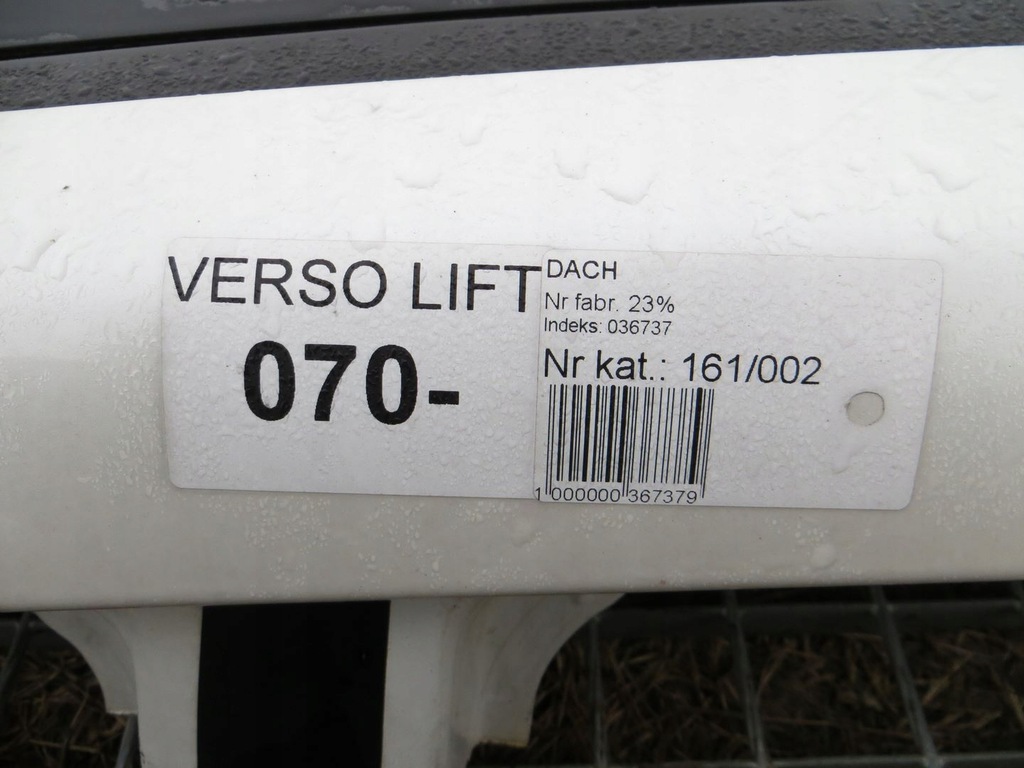 VERSO LIFT
070-
DACH
Nr fabr. 23%
Indeks: 036737
Nr kat.: 161/002
1 000000 367379